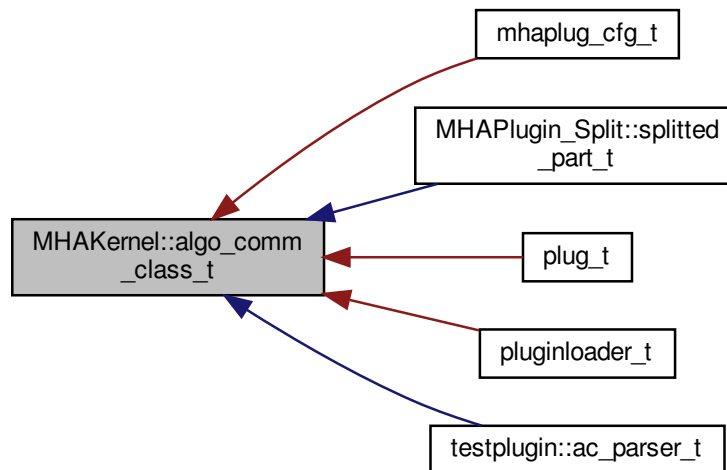 mhaplug_cfg_t
MHAPlugin_Split::splitted
_part_t
MHAKernel::algo_comm
_class_t
plug_t
pluginloader_t
testplugin::ac_parser_t